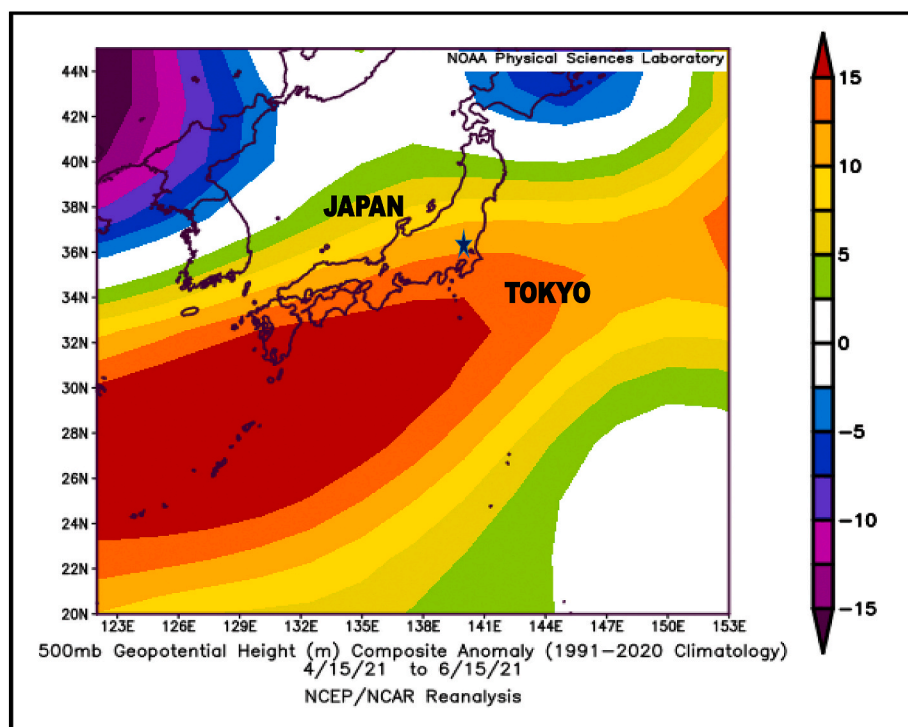 NOAA Physical Sciences Laboratory
44N
42N
40N
38N
36N
34N
32N
30N
28N
26N
24N
22N
20N
JAPAN
TOKYO
123E 126E 129E 132E 135E 138E 141E 144E 147E 150E 153E
15
10
5
0
-5
-10
-15
500mb Geopotential Height (m) Composite Anomaly (1991-2020 Climatology)
4/15/21 to 6/15/21
NCEP/NCAR Reanalysis